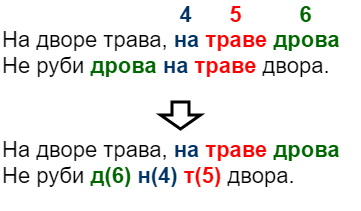 4 5 6
На дворе трава, на траве дрова
Не руби дрова на траве двора.
На дворе трава, на траве дрова
Не руби д(6) н(4) т(5) двора.